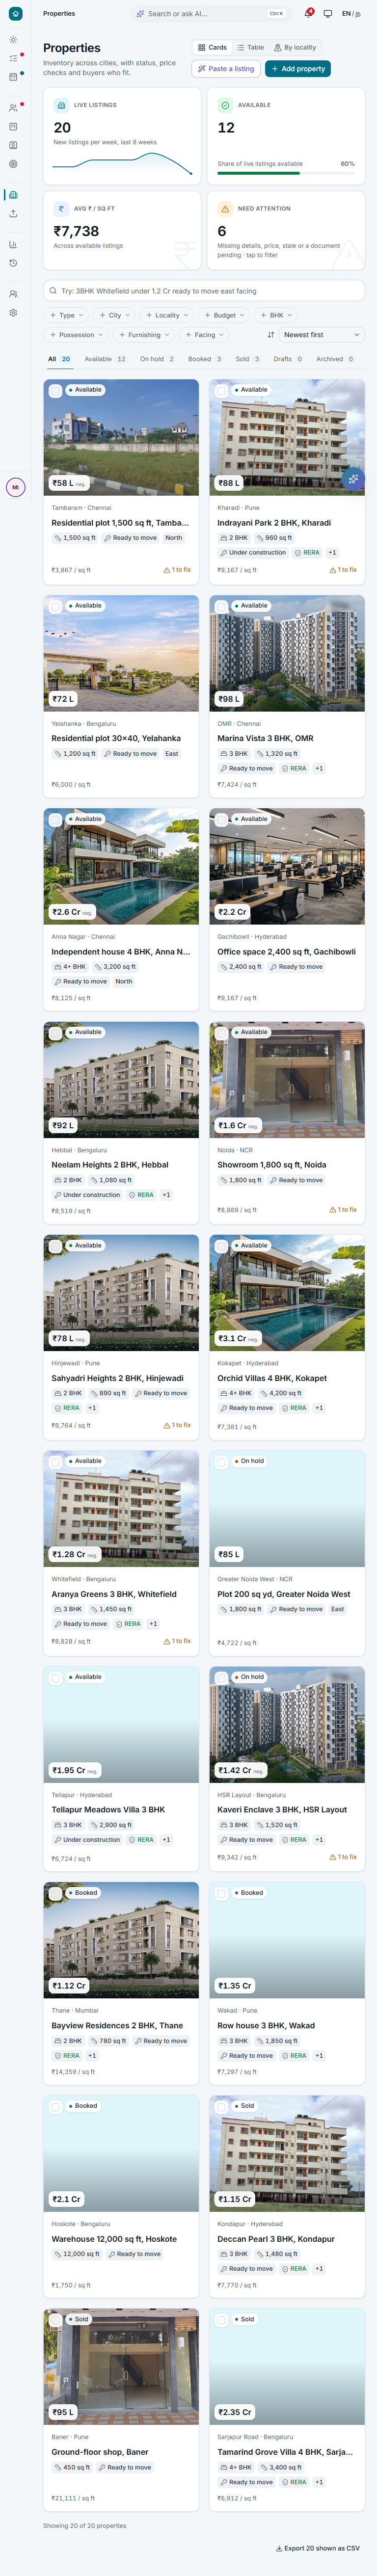 Properties
Search or ask AI...
Ctrl K
4
EN /
Properties
Inventory across cities, with status, price checks and buyers who fit.
Cards
Table
By locality
Paste a listing
Add property
LIVE LISTINGS
20
New listings per week, last 8 weeks
AVAILABLE
12
Share of live listings available 60%
AVG ₹ / SQ FT
₹7,738
Across available listings
NEED ATTENTION
6
Missing details, price, stale or a document
pending · tap to filter
Try: 3BHK Whitefield under 1.2 Cr ready to move east facing
+ Type
+ City
+ Locality
+ Budget
+ BHK
+ Possession
+ Furnishing
+ Facing
Newest first
All 20
Available 12
On hold 2
Booked 3
Sold 3
Drafts 0
Archived 0
Available
₹58 L neg.
Tambaram · Chennai
Residential plot 1,500 sq ft, Tamba...
1,500 sq ft
Ready to move
North
₹3,867 / sq ft
1 to fix
Available
₹88 L
Kharadi · Pune
Indrayani Park 2 BHK, Kharadi
2 BHK
960 sq ft
Under construction
RERA
+1
₹9,167 / sq ft
1 to fix
Available
₹72 L
Yelahanka · Bengaluru
Residential plot 30×40, Yelahanka
1,200 sq ft
Ready to move
East
₹6,000 / sq ft
Available
₹98 L
OMR · Chennai
Marina Vista 3 BHK, OMR
3 BHK
1,320 sq ft
Ready to move
RERA
+1
₹7,424 / sq ft
Available
₹2.6 Cr neg.
Anna Nagar · Chennai
Independent house 4 BHK, Anna N...
4+ BHK
3,200 sq ft
Ready to move
North
₹8,125 / sq ft
Available
₹2.2 Cr
Gachibowli · Hyderabad
Office space 2,400 sq ft, Gachibowli
2,400 sq ft
Ready to move
₹9,167 / sq ft
Available
₹92 L
Hebbal · Bengaluru
Neelam Heights 2 BHK, Hebbal
2 BHK
1,080 sq ft
Under construction
RERA
+1
₹8,519 / sq ft
Available
₹1.6 Cr neg.
Noida · NCR
Showroom 1,800 sq ft, Noida
1,800 sq ft
Ready to move
₹8,889 / sq ft
1 to fix
Available
₹78 L neg.
Hinjewadi · Pune
Sahyadri Heights 2 BHK, Hinjewadi
2 BHK
890 sq ft
Ready to move
RERA
+1
₹8,764 / sq ft
1 to fix
Available
₹3.1 Cr neg.
Kokapet · Hyderabad
Orchid Villas 4 BHK, Kokapet
4+ BHK
4,200 sq ft
Ready to move
RERA
+1
₹7,381 / sq ft
Available
₹1.28 Cr neg.
Whitefield · Bengaluru
Aranya Greens 3 BHK, Whitefield
3 BHK
1,450 sq ft
Ready to move
RERA
+1
₹8,828 / sq ft
1 to fix
On hold
₹85 L
Greater Noida West · NCR
Plot 200 sq yd, Greater Noida West
1,800 sq ft
Ready to move
East
₹4,722 / sq ft
Available
₹1.95 Cr neg.
Tellapur · Hyderabad
Tellapur Meadows Villa 3 BHK
3 BHK
2,900 sq ft
Under construction
RERA
+1
₹6,724 / sq ft
On hold
₹1.42 Cr neg.
HSR Layout · Bengaluru
Kaveri Enclave 3 BHK, HSR Layout
3 BHK
1,520 sq ft
Ready to move
RERA
+1
₹9,342 / sq ft
1 to fix
Booked
₹1.12 Cr
Thane · Mumbai
Bayview Residences 2 BHK, Thane
2 BHK
780 sq ft
Ready to move
RERA
+1
₹14,359 / sq ft
Booked
₹1.35 Cr
Wakad · Pune
Row house 3 BHK, Wakad
3 BHK
1,850 sq ft
Ready to move
RERA
+1
₹7,297 / sq ft
Booked
₹2.1 Cr
Hoskote · Bengaluru
Warehouse 12,000 sq ft, Hoskote
12,000 sq ft
Ready to move
₹1,750 / sq ft
Sold
₹1.15 Cr
Kondapur · Hyderabad
Deccan Pearl 3 BHK, Kondapur
3 BHK
1,480 sq ft
Ready to move
RERA
+1
₹7,770 / sq ft
Sold
₹95 L
Baner · Pune
Ground-floor shop, Baner
450 sq ft
Ready to move
₹21,111 / sq ft
Sold
₹2.35 Cr
Sarjapur Road · Bengaluru
Tamarind Grove Villa 4 BHK, Sarja...
4+ BHK
3,400 sq ft
Ready to move
RERA
+1
₹6,912 / sq ft
Showing 20 of 20 properties
Export 20 shown as CSV
MI